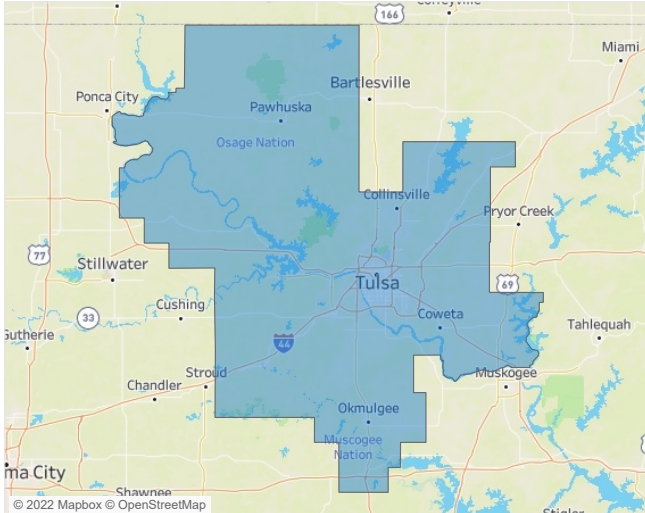 Coffeyville
166
Miami
Bartlesville
Ponca City
Pawhuska
Osage Nation
Collinsville
Pryor Creek
77
Stillwater
Tulsa
69
Cushing
33
Coweta
Tahlequah
Guthrie
44
Stroud
Muskogee
Chandler
Okmulgee
Muscogee
Nation
ma City
Shawnee
Stigler
© 2022 Mapbox © OpenStreetMap